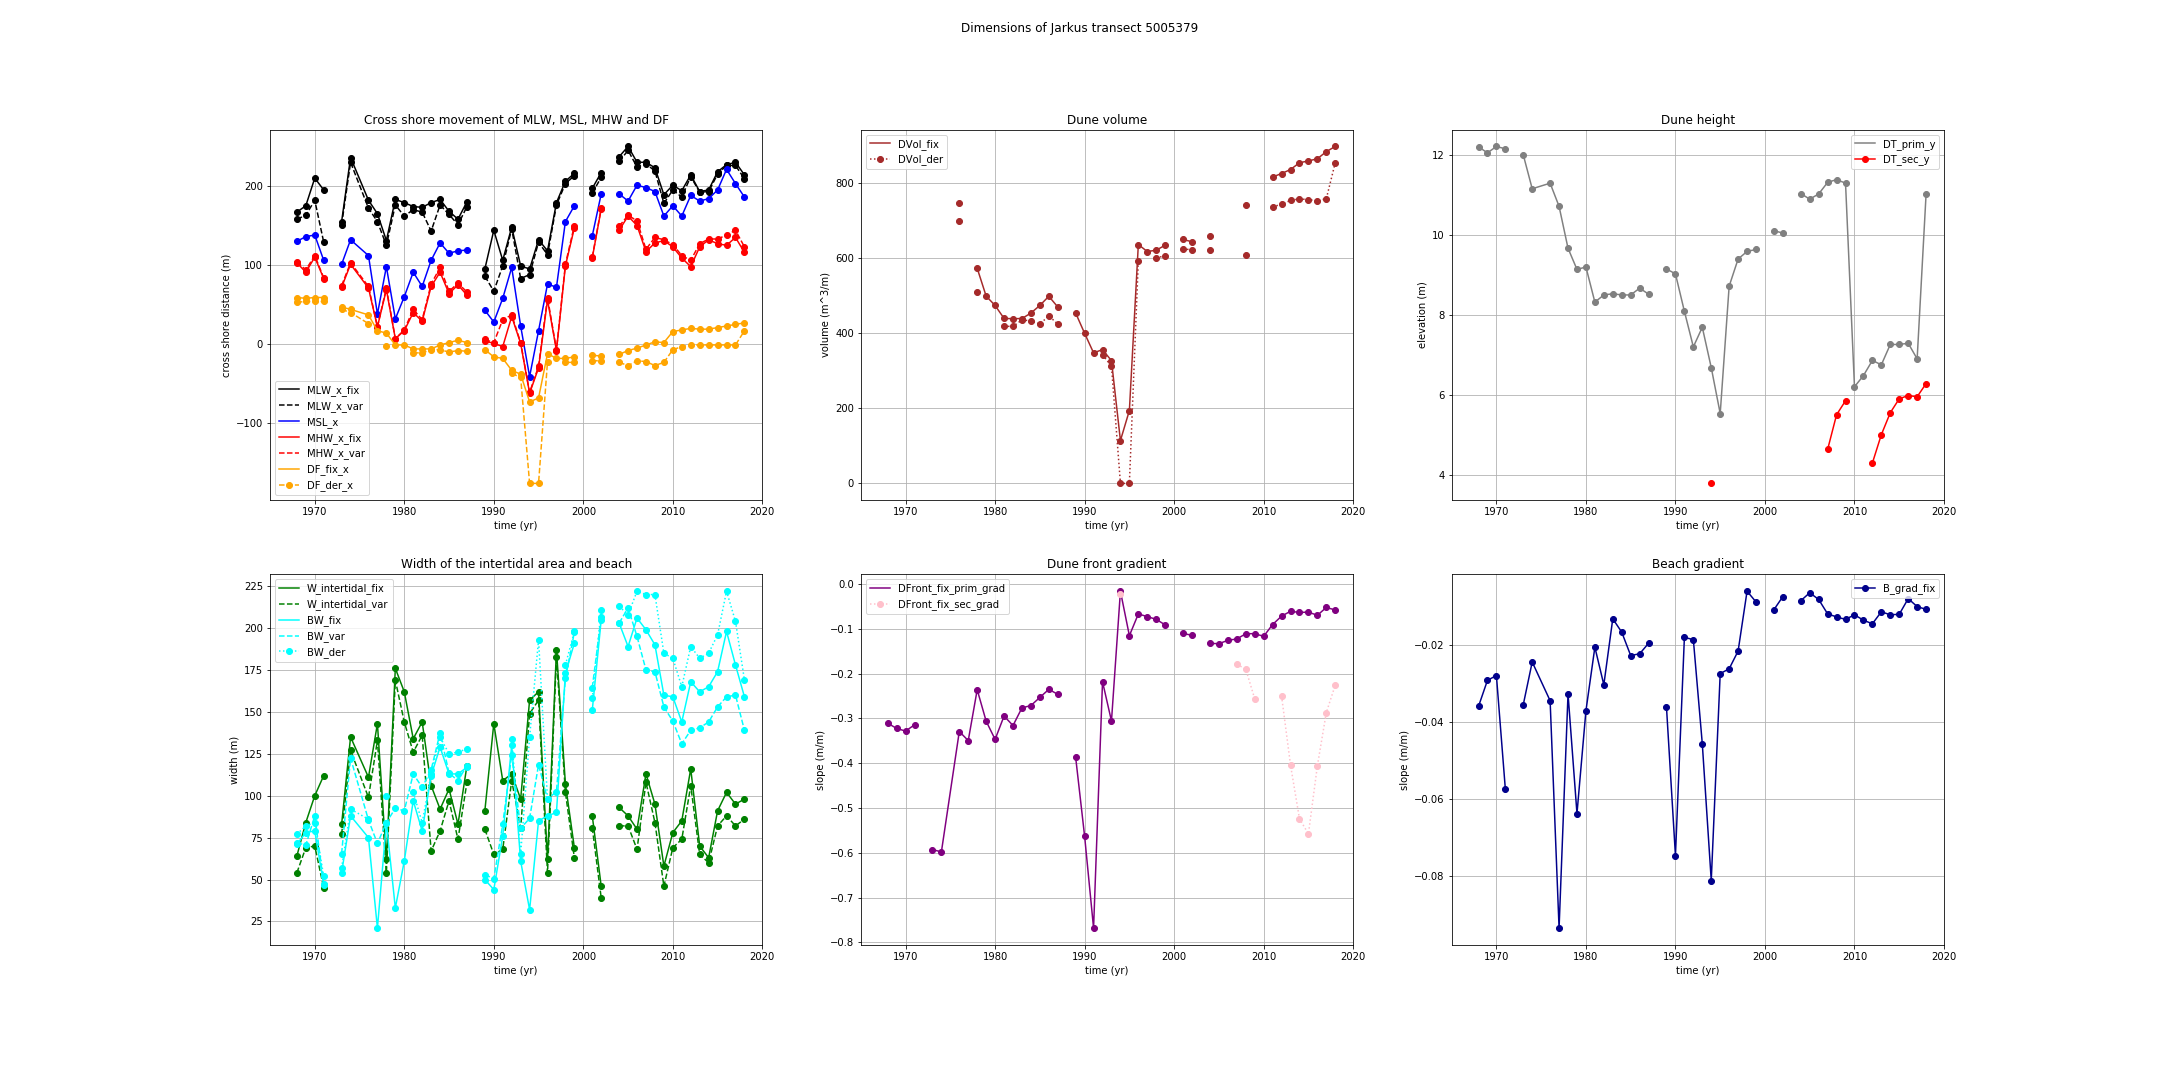 Dimensions of Jarkus transect 5005379
Cross shore movement of MLW, MSL, MHW and DF
cross shore distance (m)
200
100
0
−100
MLW_x_fix
MLW_x_var
MSL_x
MHW_x_fix
MHW_x_var
DF_fix_x
DF_der_x
1970 1980 1990 2000 2010 2020
time (yr)
Dune volume
volume (m^3/m)
800
600
400
200
0
DVol_fix
DVol_der
1970 1980 1990 2000 2010 2020
time (yr)
Dune height
elevation (m)
12
10
8
6
4
DT_prim_y
DT_sec_y
1970 1980 1990 2000 2010 2020
time (yr)
Width of the intertidal area and beach
width (m)
225
200
175
150
125
100
75
50
25
W_intertidal_fix
W_intertidal_var
BW_fix
BW_var
BW_der
1970 1980 1990 2000 2010 2020
time (yr)
Dune front gradient
slope (m/m)
0.0
−0.1
−0.2
−0.3
−0.4
−0.5
−0.6
−0.7
−0.8
DFront_fix_prim_grad
DFront_fix_sec_grad
1970 1980 1990 2000 2010 2020
time (yr)
Beach gradient
slope (m/m)
−0.02
−0.04
−0.06
−0.08
B_grad_fix
1970 1980 1990 2000 2010 2020
time (yr)